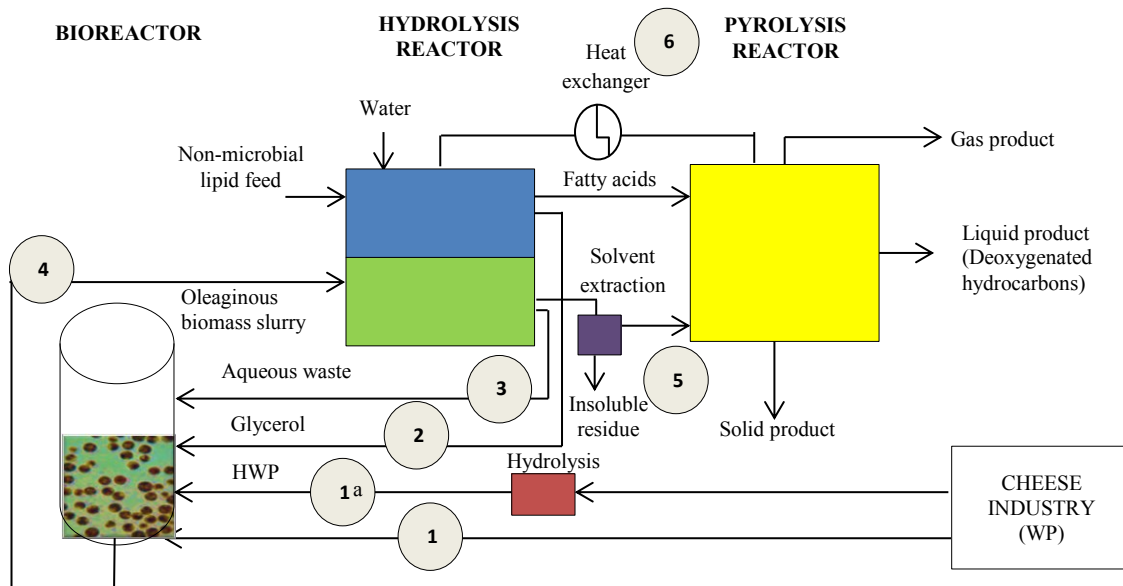 BIOREACTOR
HYDROLYSIS
REACTOR
6
PYROLYSIS
REACTOR
Heat
exchanger
Water
Gas product
Non-microbial
lipid feed
Fatty acids
4
Solvent
extraction
Liquid product
(Deoxygenated
hydrocarbons)
Oleaginous
biomass slurry
Aqueous waste
3
5
Insoluble
residue
Solid product
Glycerol
2
Hydrolysis
HWP
1a
CHEESE
INDUSTRY
(WP)
1